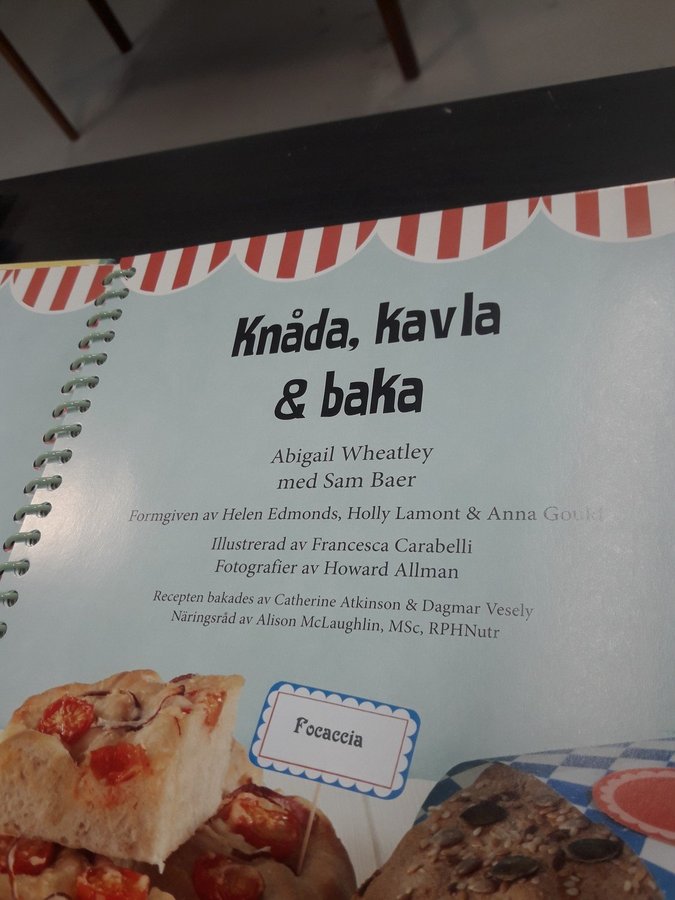 Knåda, kavla
& baka
Abigail Wheatley
med Sam Baer
Formgiven av Helen Edmonds, Holly Lamont & Anna Gould
Illustrerad av Francesca Carabelli
Fotografier av Howard Allman
Recepten bakades av Catherine Atkinson & Dagmar Vesely
Näringsråd av Alison McLaughlin, MSc, RPHNutr
Focaccia